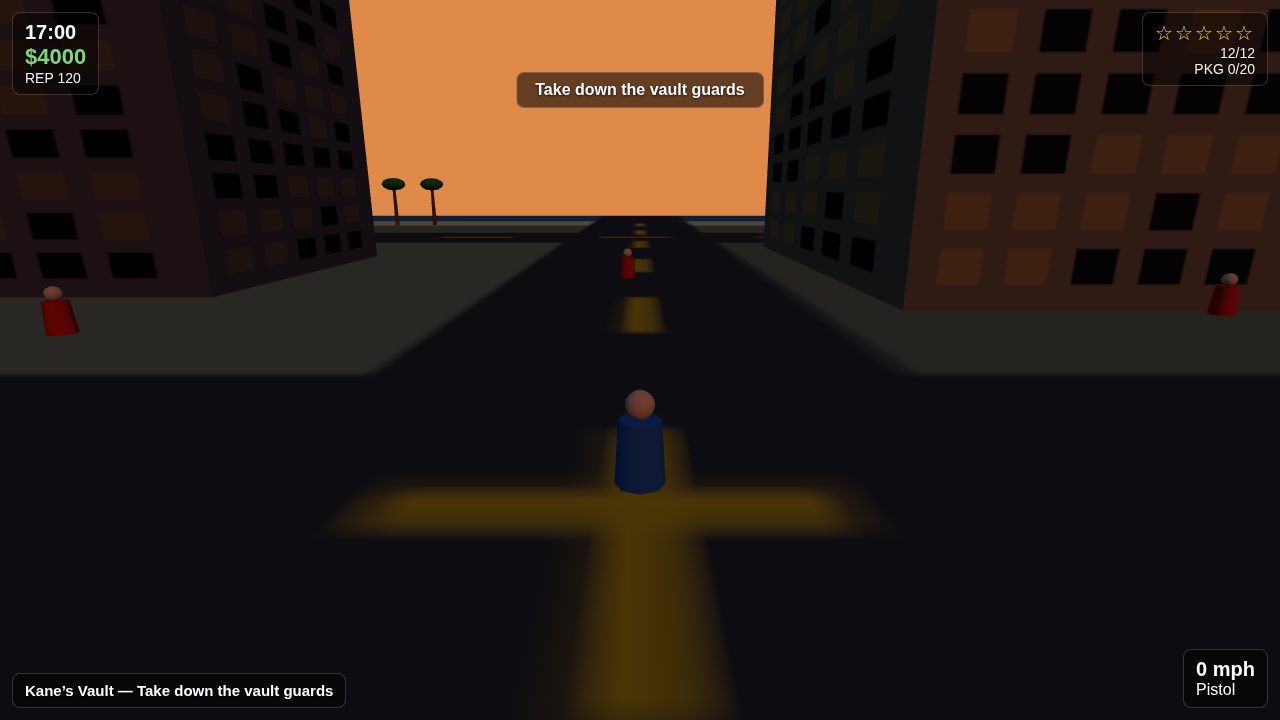 17:00
$4000
REP 120
☆☆☆☆☆
12/12
PKG 0/20
Take down the vault guards
Kane’s Vault — Take down the vault guards
0 mph
Pistol